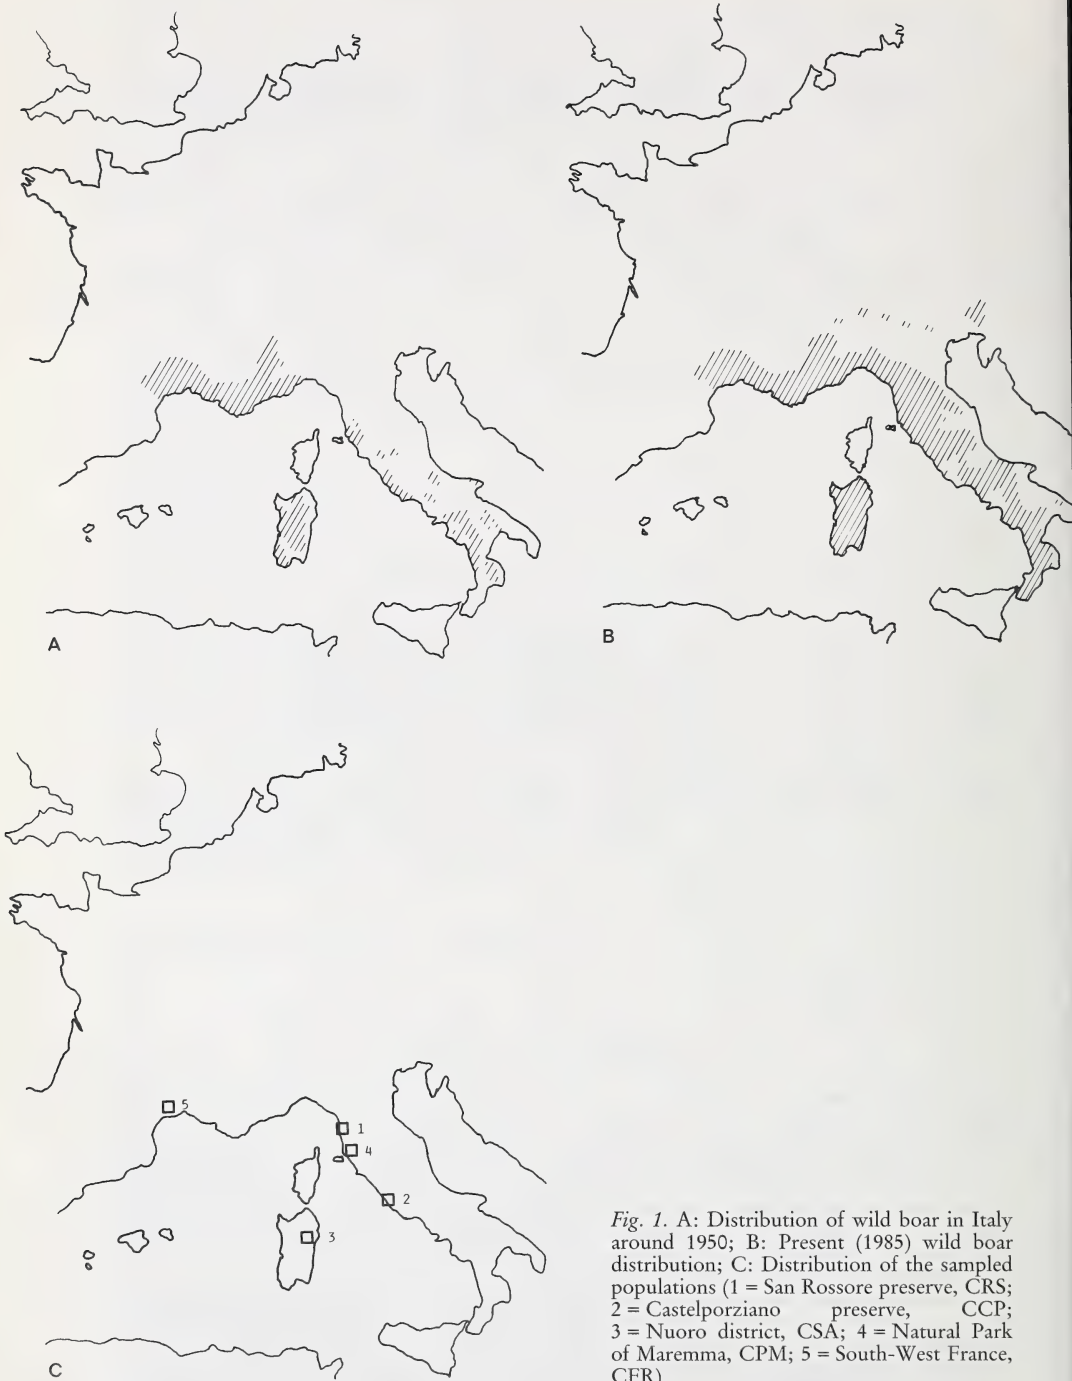 A
B
5
1
4
2
3
C
Fig. 1. A: Distribution of wild boar in Italy
around 1950; B: Present (1985) wild boar
distribution; C: Distribution of the sampled
populations (1 = San Rossore preserve, CRS;
2 = Castelporziano preserve, CCP;
3 = Nuoro district, CSA; 4 = Natural Park
of Maremma, CPM; 5 = South-West France,
CFR)